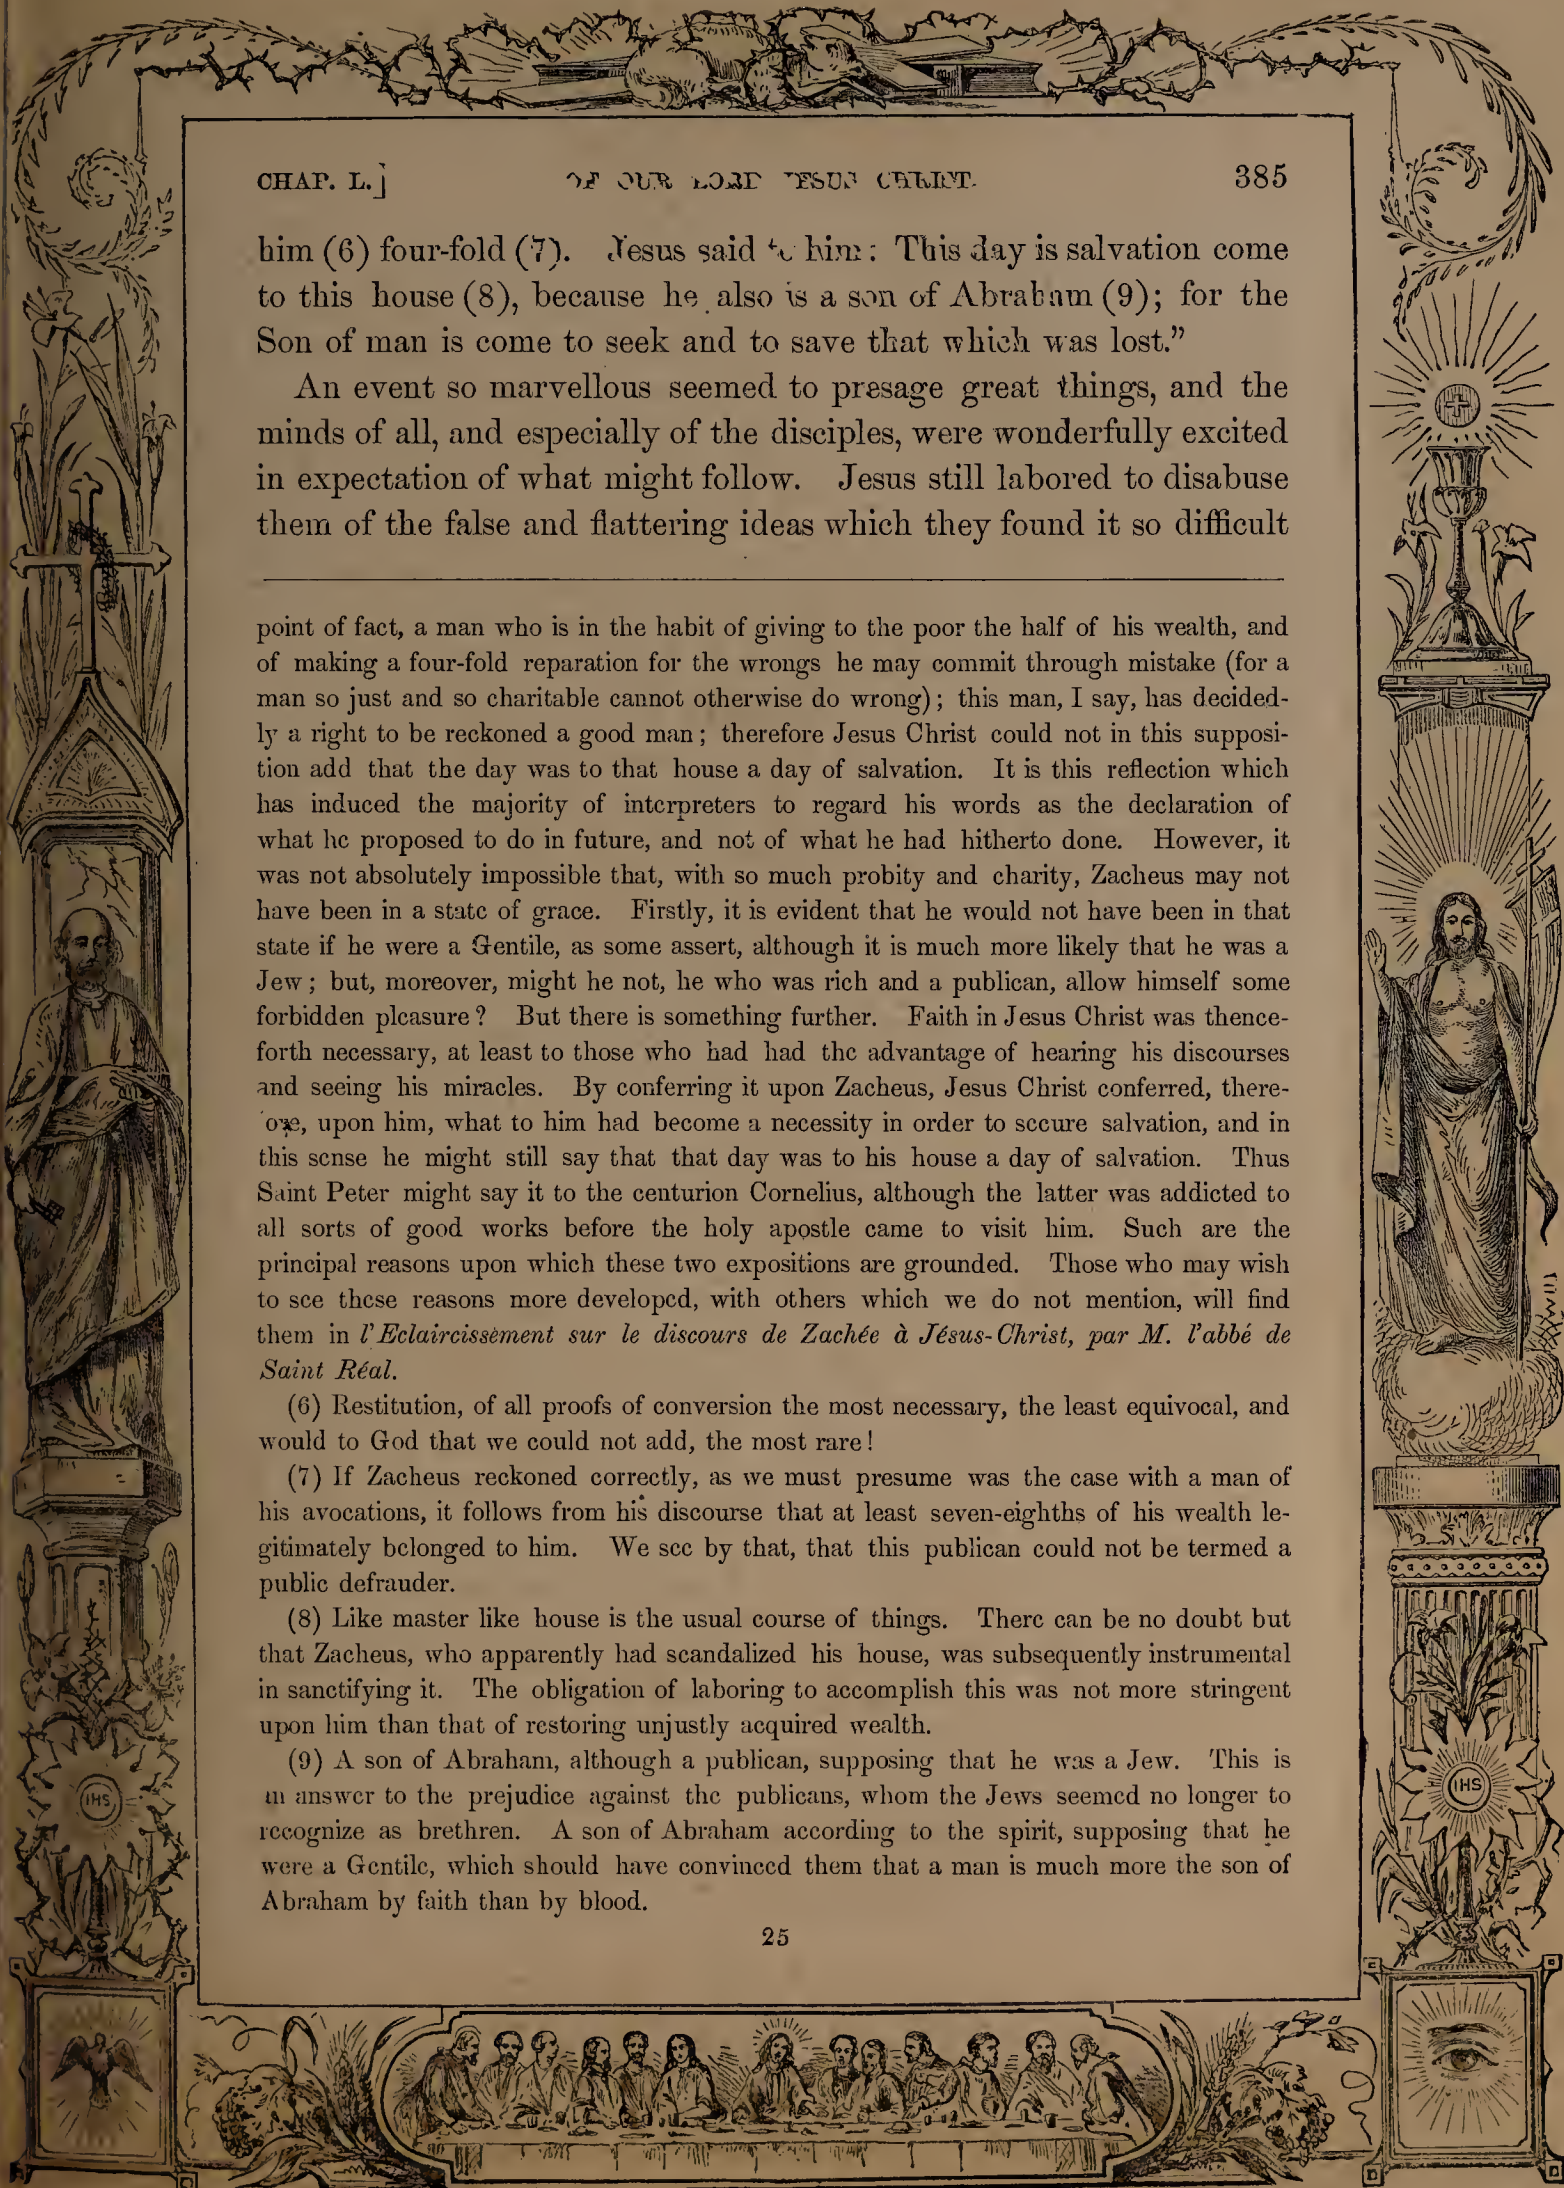 CHAP. L.]
OF OUR LORD JESUS CHRIST.
385
him (6) four-fold (7). Jesus said to him: This day is salvation come
to this house (8), because he also is a son of Abraham (9); for the
Son of man is come to seek and to save that which was lost.”
An event so marvellous seemed to presage great things, and the
minds of all, and especially of the disciples, were wonderfully excited
in expectation of what might follow. Jesus still labored to disabuse
them of the false and flattering ideas which they found it so difficult
point of fact, a man who is in the habit of giving to the poor the half of his wealth, and
of making a four-fold reparation for the wrongs he may commit through mistake (for a
man so just and so charitable cannot otherwise do wrong); this man, I say, has decided-
ly a right to be reckoned a good man; therefore Jesus Christ could not in this supposi-
tion add that the day was to that house a day of salvation. It is this reflection which
has induced the majority of interpreters to regard his words as the declaration of
what he proposed to do in future, and not of what he had hitherto done. However, it
was not absolutely impossible that, with so much probity and charity, Zacheus may not
have been in a state of grace. Firstly, it is evident that he would not have been in that
state if he were a Gentile, as some assert, although it is much more likely that he was a
Jew; but, moreover, might he not, he who was rich and a publican, allow himself some
forbidden pleasure? But there is something further. Faith in Jesus Christ was thence-
forth necessary, at least to those who had had the advantage of hearing his discourses
and seeing his miracles. By conferring it upon Zacheus, Jesus Christ conferred, there-
ore, upon him, what to him had become a necessity in order to secure salvation, and in
this sense he might still say that that day was to his house a day of salvation. Thus
Saint Peter might say it to the centurion Cornelius, although the latter was addicted to
all sorts of good works before the holy apostle came to visit him. Such are the
principal reasons upon which these two expositions are grounded. Those who may wish
to see these reasons more developed, with others which we do not mention, will find
them in l'Eclaircissement sur le discours de Zachée à Jésus-Christ, par M. l'abbé de
Saint Réal.
(6) Restitution, of all proofs of conversion the most necessary, the least equivocal, and
would to God that we could not add, the most rare!
(7) If Zacheus reckoned correctly, as we must presume was the case with a man of
his avocations, it follows from his discourse that at least seven-eighths of his wealth le-
gitimately belonged to him. We see by that, that this publican could not be termed a
public defrauder.
(8) Like master like house is the usual course of things. There can be no doubt but
that Zacheus, who apparently had scandalized his house, was subsequently instrumental
in sanctifying it. The obligation of laboring to accomplish this was not more stringent
upon him than that of restoring unjustly acquired wealth.
(9) A son of Abraham, although a publican, supposing that he was a Jew. This is
in answer to the prejudice against the publicans, whom the Jews seemed no longer to
recognize as brethren. A son of Abraham according to the spirit, supposing that he
were a Gentile, which should have convinced them that a man is much more the son of
Abraham by faith than by blood.
25
IHS
IHS